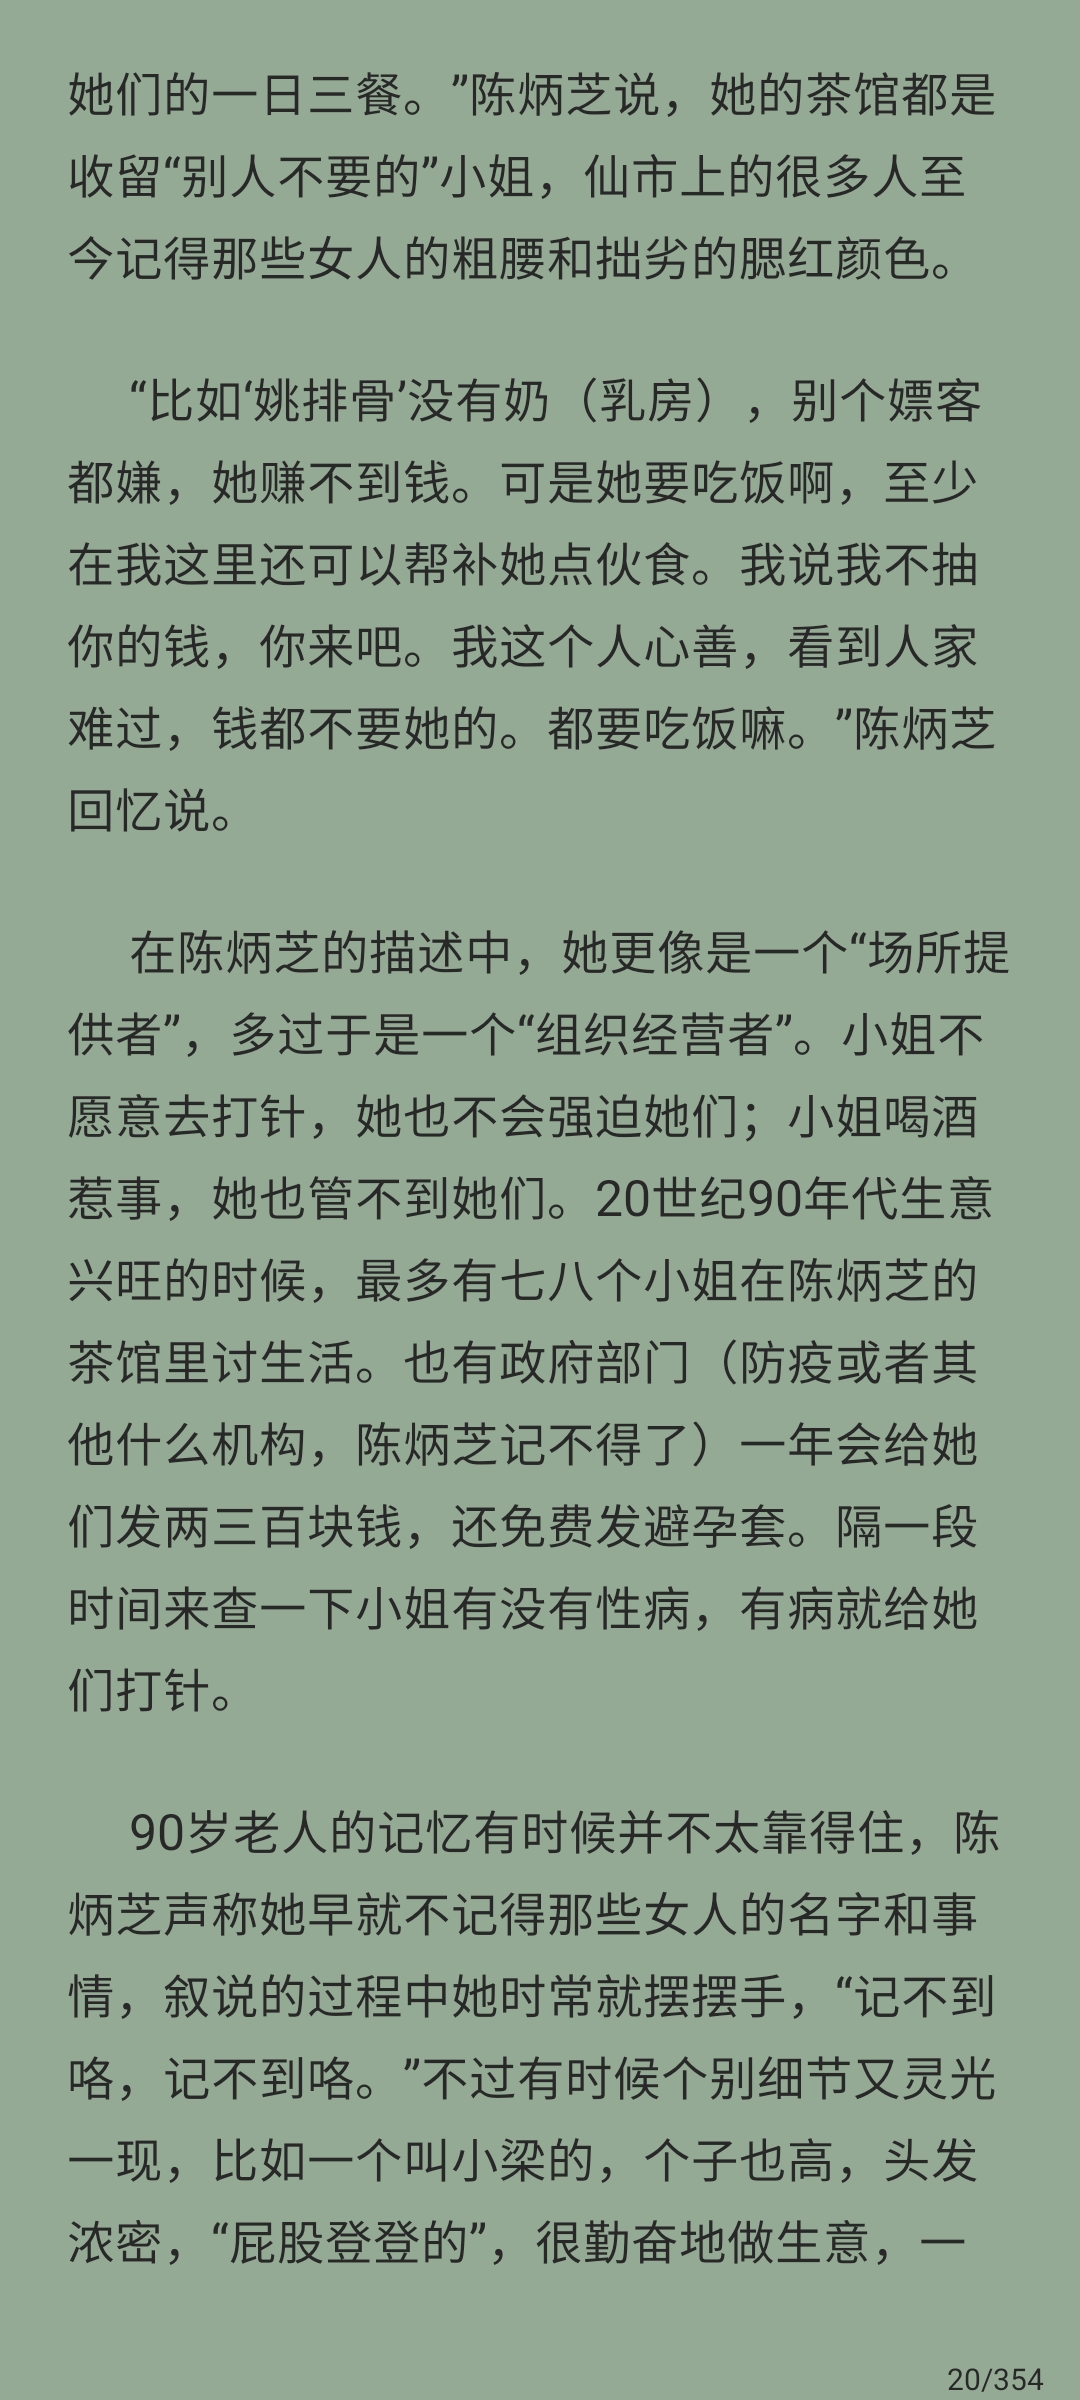 她们的一日三餐。”陈炳芝说，她的茶馆都是
收留“别人不要的”小姐，仙市上的很多人至
今记得那些女人的粗腰和拙劣的腮红颜色。
“比如‘姚排骨’没有奶（乳房），别个嫖客
都嫌，她赚不到钱。可是她要吃饭啊，至少
在我这里还可以帮补她点伙食。我说我不抽
你的钱，你来吧。我这个人心善，看到人家
难过，钱都不要她的。都要吃饭嘛。”陈炳芝
回忆说。
在陈炳芝的描述中，她更像是一个“场所提
供者”，多过于是一个“组织经营者”。小姐不
愿意去打针，她也不会强迫她们；小姐喝酒
惹事，她也管不到她们。20世纪90年代生意
兴旺的时候，最多有七八个小姐在陈炳芝的
茶馆里讨生活。也有政府部门（防疫或者其
他什么机构，陈炳芝记不得了）一年会给她
们发两三百块钱，还免费发避孕套。隔一段
时间来查一下小姐有没有性病，有病就给她
们打针。
90岁老人的记忆有时候并不太靠得住，陈
炳芝声称她早就不记得那些女人的名字和事
情，叙说的过程中她时常就摆摆手，“记不到
咯，记不到咯。”不过有时候个别细节又灵光
一现，比如一个叫小梁的，个子也高，头发
浓密，“屁股登登的”，很勤奋地做生意，一
20/354